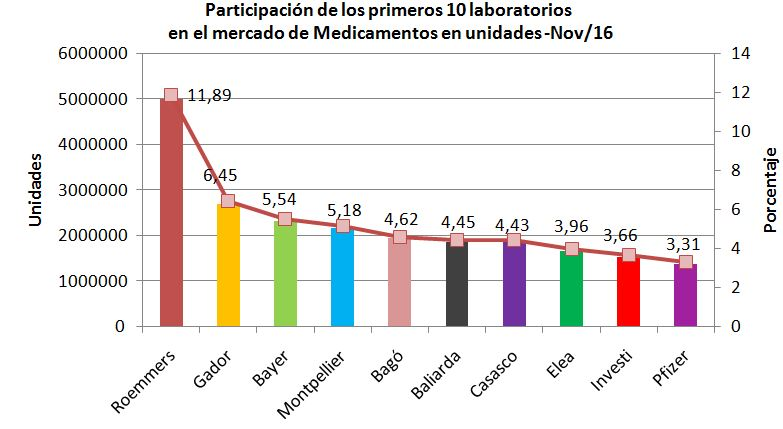 Participación de los primeros 10 laboratorios
en el mercado de Medicamentos en unidades -Nov/16
Unidades
6000000
5000000
4000000
3000000
2000000
1000000
0
11,89
6,45
5,54
5,18
4,62
4,45
4,43
3,96
3,66
3,31
14
12
10
8
6
4
2
0
Porcentaje
Roemmers
Gador
Bayer
Montpellier
Bagó
Baliarda
Casasco
Elea
Investi
Pfizer